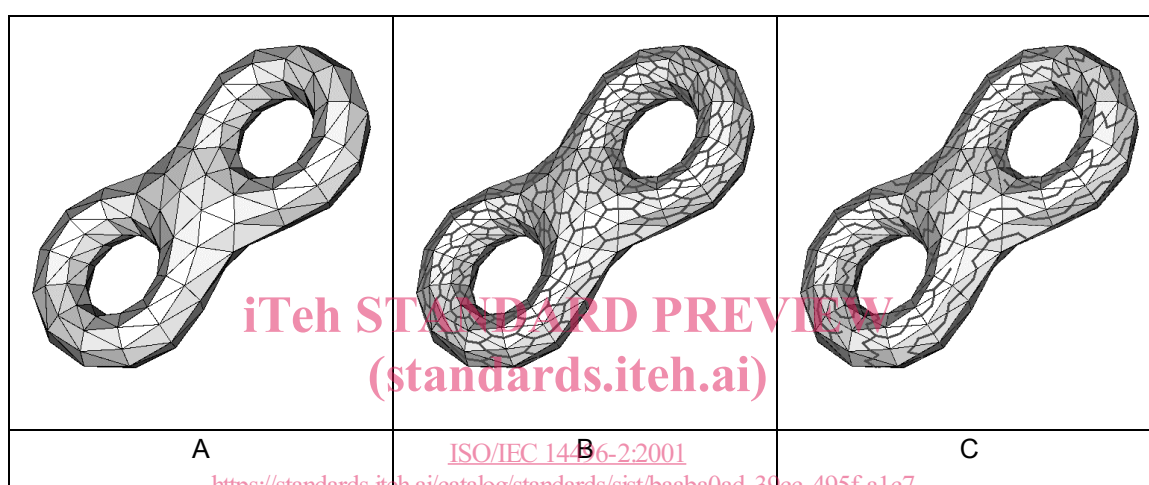 iTeh STANDARD PREVIEW
(standards.iteh.ai)
A B C
ISO/IEC 14496-2:2001